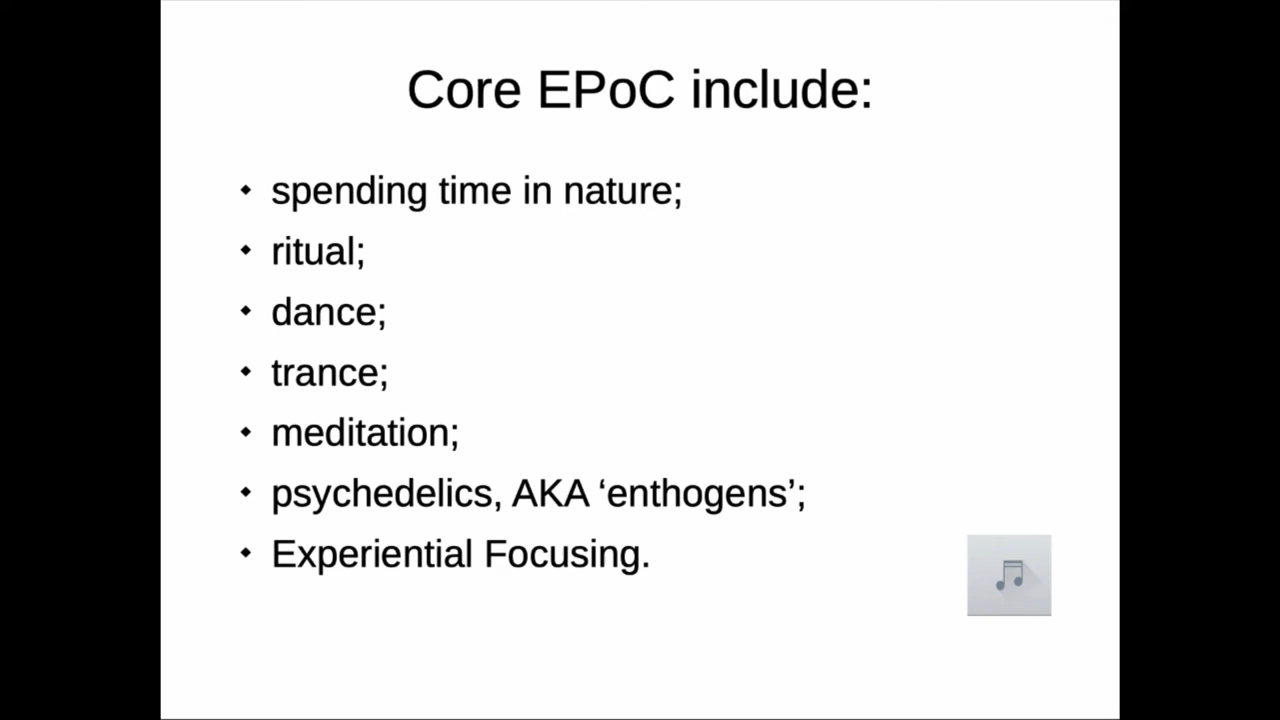 Core EPoC include:
spending time in nature;
ritual;
dance;
trance;
meditation;
psychedelics, AKA ‘enthogens’;
Experiential Focusing.